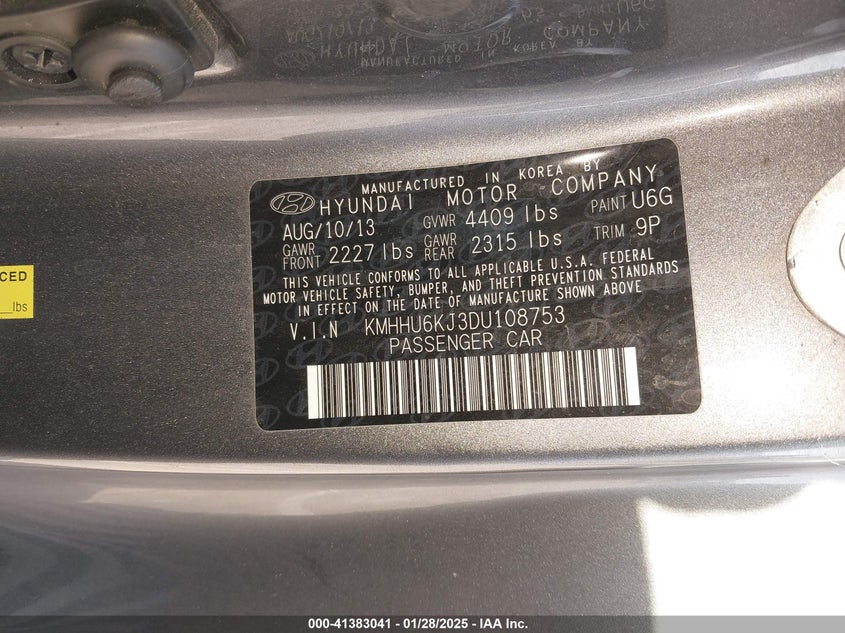 MANUFACTURED IN KOREA BY
HYUNDAI MOTOR COMPANY
AUG/10/13 GVWR 4409 lbs PAINT U6G
GAWR FRONT 2227 lbs GAWR REAR 2315 lbs TRIM 9P
THIS VEHICLE CONFORMS TO ALL APPLICABLE U.S.A. FEDERAL
MOTOR VEHICLE SAFETY, BUMPER, AND THEFT PREVENTION STANDARDS
IN EFFECT ON THE DATE OF MANUFACTURE SHOWN ABOVE
V.I.N KMHHU6KJ3DU108753
PASSENGER CAR
CED
lbs
000-41383041 — 01/28/2025 — IAA Inc.